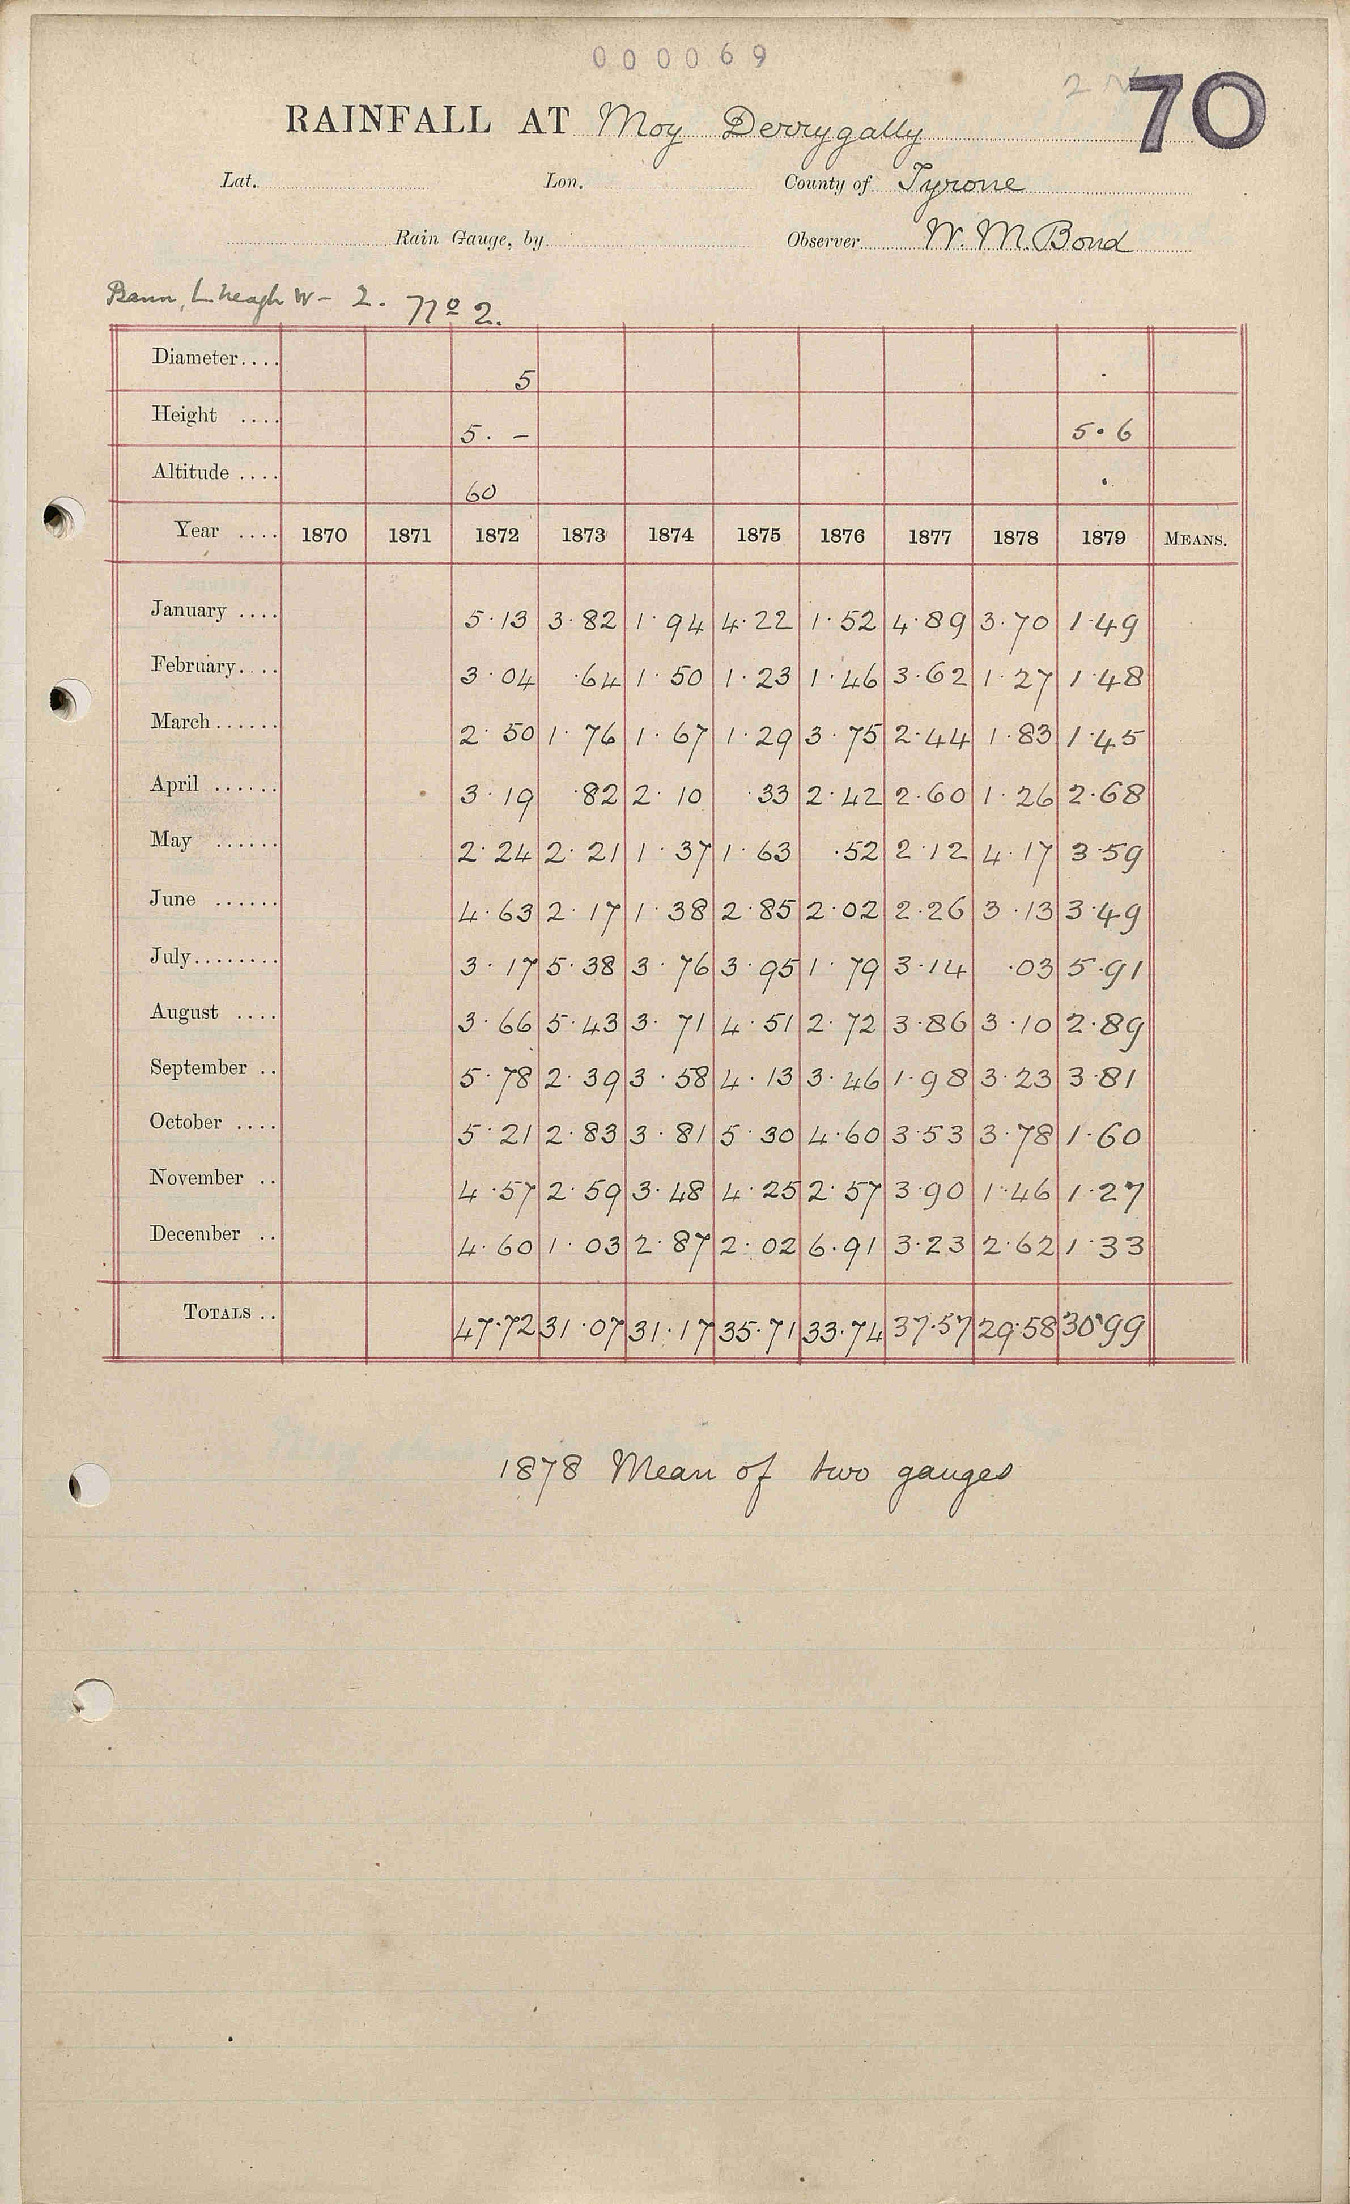 000069
70
RAINFALL AT Moy Derrygally
Lat. Lon. County of Tyrone
Rain Gauge, by Observer W. M. Bond
Bann, L. Neagh W - 2. No 2.
Diameter.... 5
Height .... 5. - 5.6
Altitude .... 60
Year .... 1870 1871 1872 1873 1874 1875 1876 1877 1878 1879 MEANS.
January .... 5.13 3.82 1.94 4.22 1.52 4.89 3.70 1.49
February.... 3.04 .64 1.50 1.23 1.46 3.62 1.27 1.48
March...... 2.50 1.76 1.67 1.29 3.75 2.44 1.83 1.45
April ...... 3.19 .82 2.10 .33 2.42 2.60 1.26 2.68
May ...... 2.24 2.21 1.37 1.63 .52 2.12 4.17 3.59
June ...... 4.63 2.17 1.38 2.85 2.02 2.26 3.13 3.49
July........ 3.17 5.38 3.76 3.95 1.79 3.14 .03 5.91
August .... 3.66 5.43 3.71 4.51 2.72 3.86 3.10 2.89
September .. 5.78 2.39 3.58 4.13 3.46 1.98 3.23 3.81
October .... 5.21 2.83 3.81 5.30 4.60 3.53 3.78 1.60
November .. 4.57 2.59 3.48 4.25 2.57 3.90 1.46 1.27
December .. 4.60 1.03 2.87 2.02 6.91 3.23 2.62 1.33
TOTALS .. 47.72 31.07 31.17 35.71 33.74 37.57 29.58 30.99
1878 Mean of two gauges